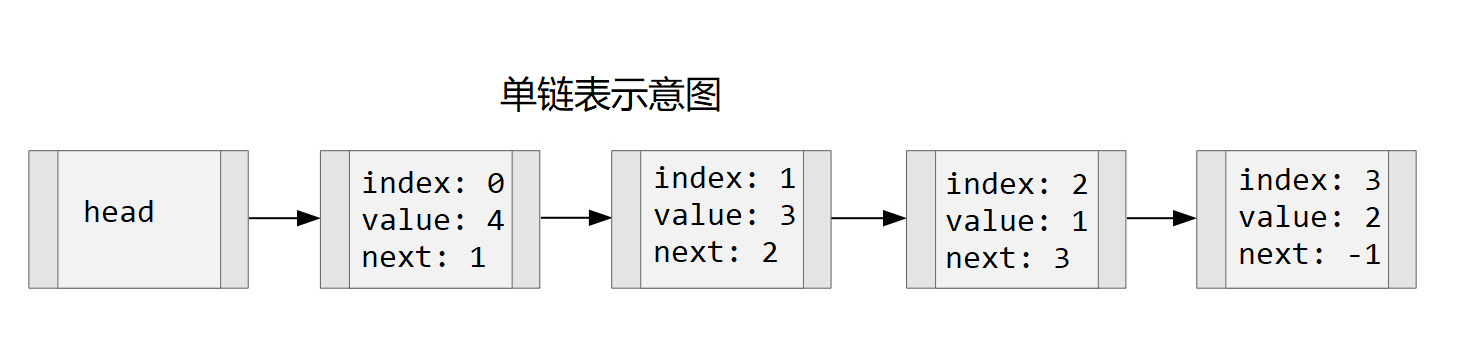 单链表示意图
head
index: 0
value: 4
next: 1
index: 1
value: 3
next: 2
index: 2
value: 1
next: 3
index: 3
value: 2
next: -1